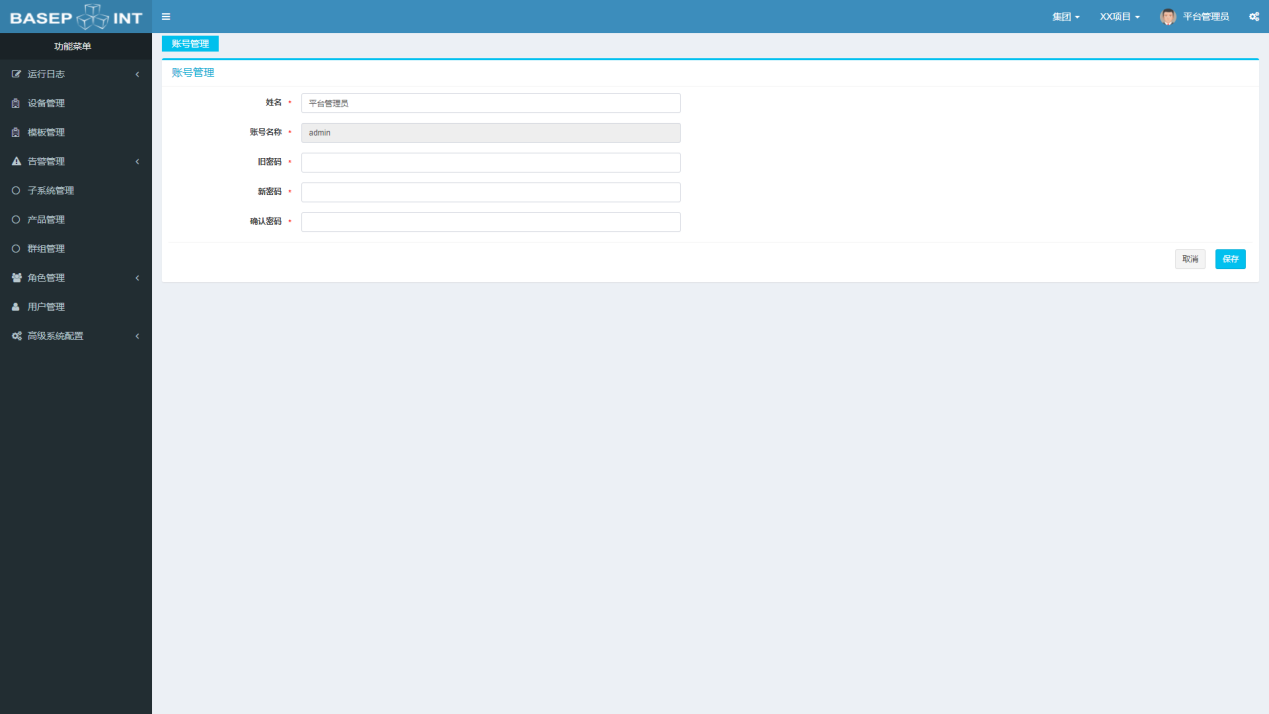 BASEPOINT
集团
XX项目
平台管理员
功能菜单
运行日志
设备管理
模板管理
告警管理
子系统管理
产品管理
群组管理
角色管理
用户管理
高级系统配置
账号管理
账号管理
姓名 * 平台管理员
账号名称 * admin
旧密码 *
新密码 *
确认密码 *
取消 保存